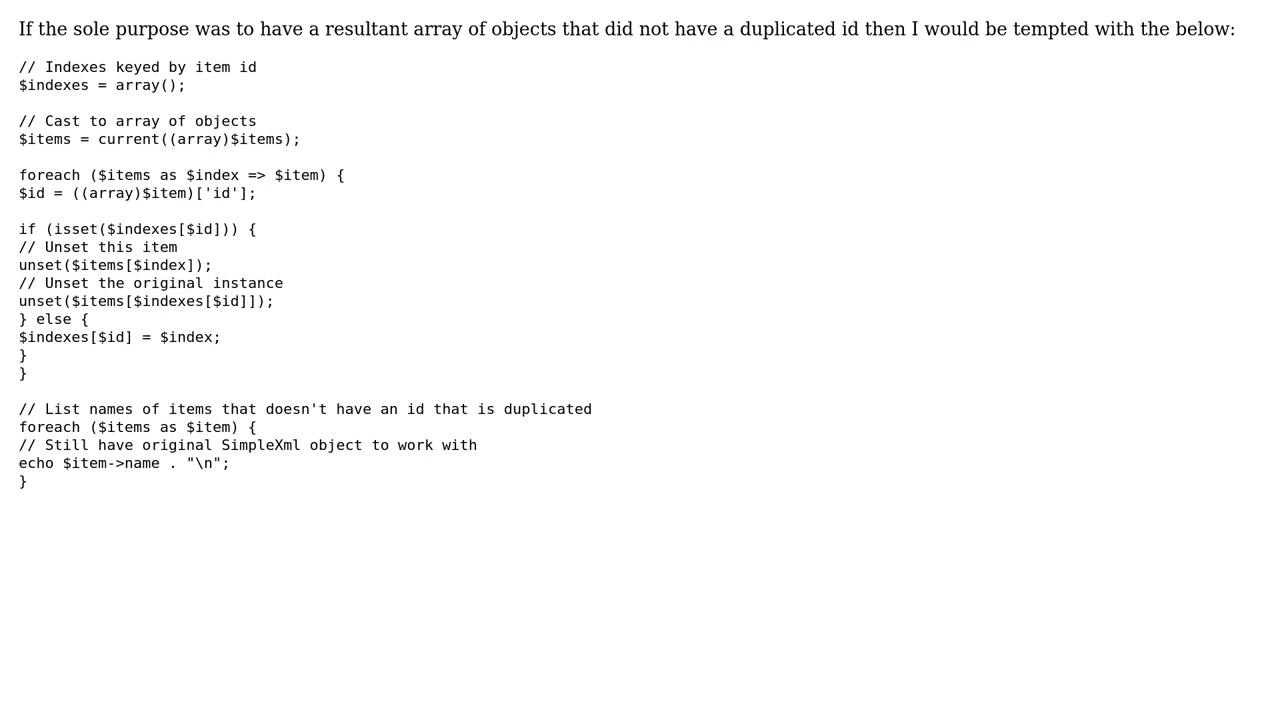 If the sole purpose was to have a resultant array of objects that did not have a duplicated id then I would be tempted with the below:
// Indexes keyed by item id
$indexes = array();
// Cast to array of objects
$items = current((array)$items);
foreach ($items as $index => $item) {
$id = ((array)$item)['id'];
if (isset($indexes[$id])) {
// Unset this item
unset($items[$index]);
// Unset the original instance
unset($items[$indexes[$id]]);
} else {
$indexes[$id] = $index;
}
}
// List names of items that doesn't have an id that is duplicated
foreach ($items as $item) {
// Still have original SimpleXml object to work with
echo $item->name . "\n";
}